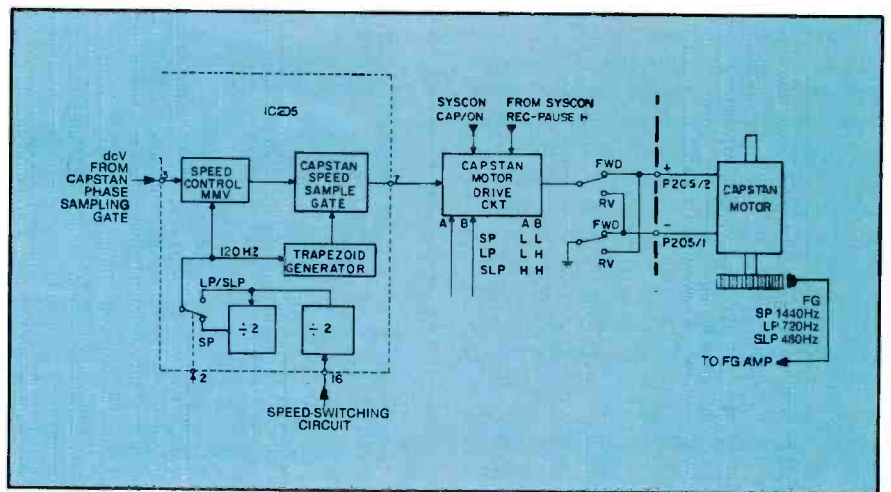 IC205
dcV
FROM
CAPSTAN
PHASE
SAMPLING
GATE
3
SPEED
CONTROL
MMV
CAPSTAN
SPEED
SAMPLE
GATE
7
120 HZ
TRAPEZOID
GENERATOR
LP/SLP
SP
÷ 2
÷ 2
2
16
SPEED-SWITCHING
CIRCUIT
SYSCON
CAP/ON
FROM SYSCON
REC-PAUSE H
CAPSTAN
MOTOR
DRIVE
CKT
A B A B
SP L L
LP L H
SLP H H
FWD
RV
FWD
RV
+
P2C5/2
-
P205/1
CAPSTAN
MOTOR
FG
SP 1440Hz
LP 720Hz
SLP 480Hz
TO FG AMP